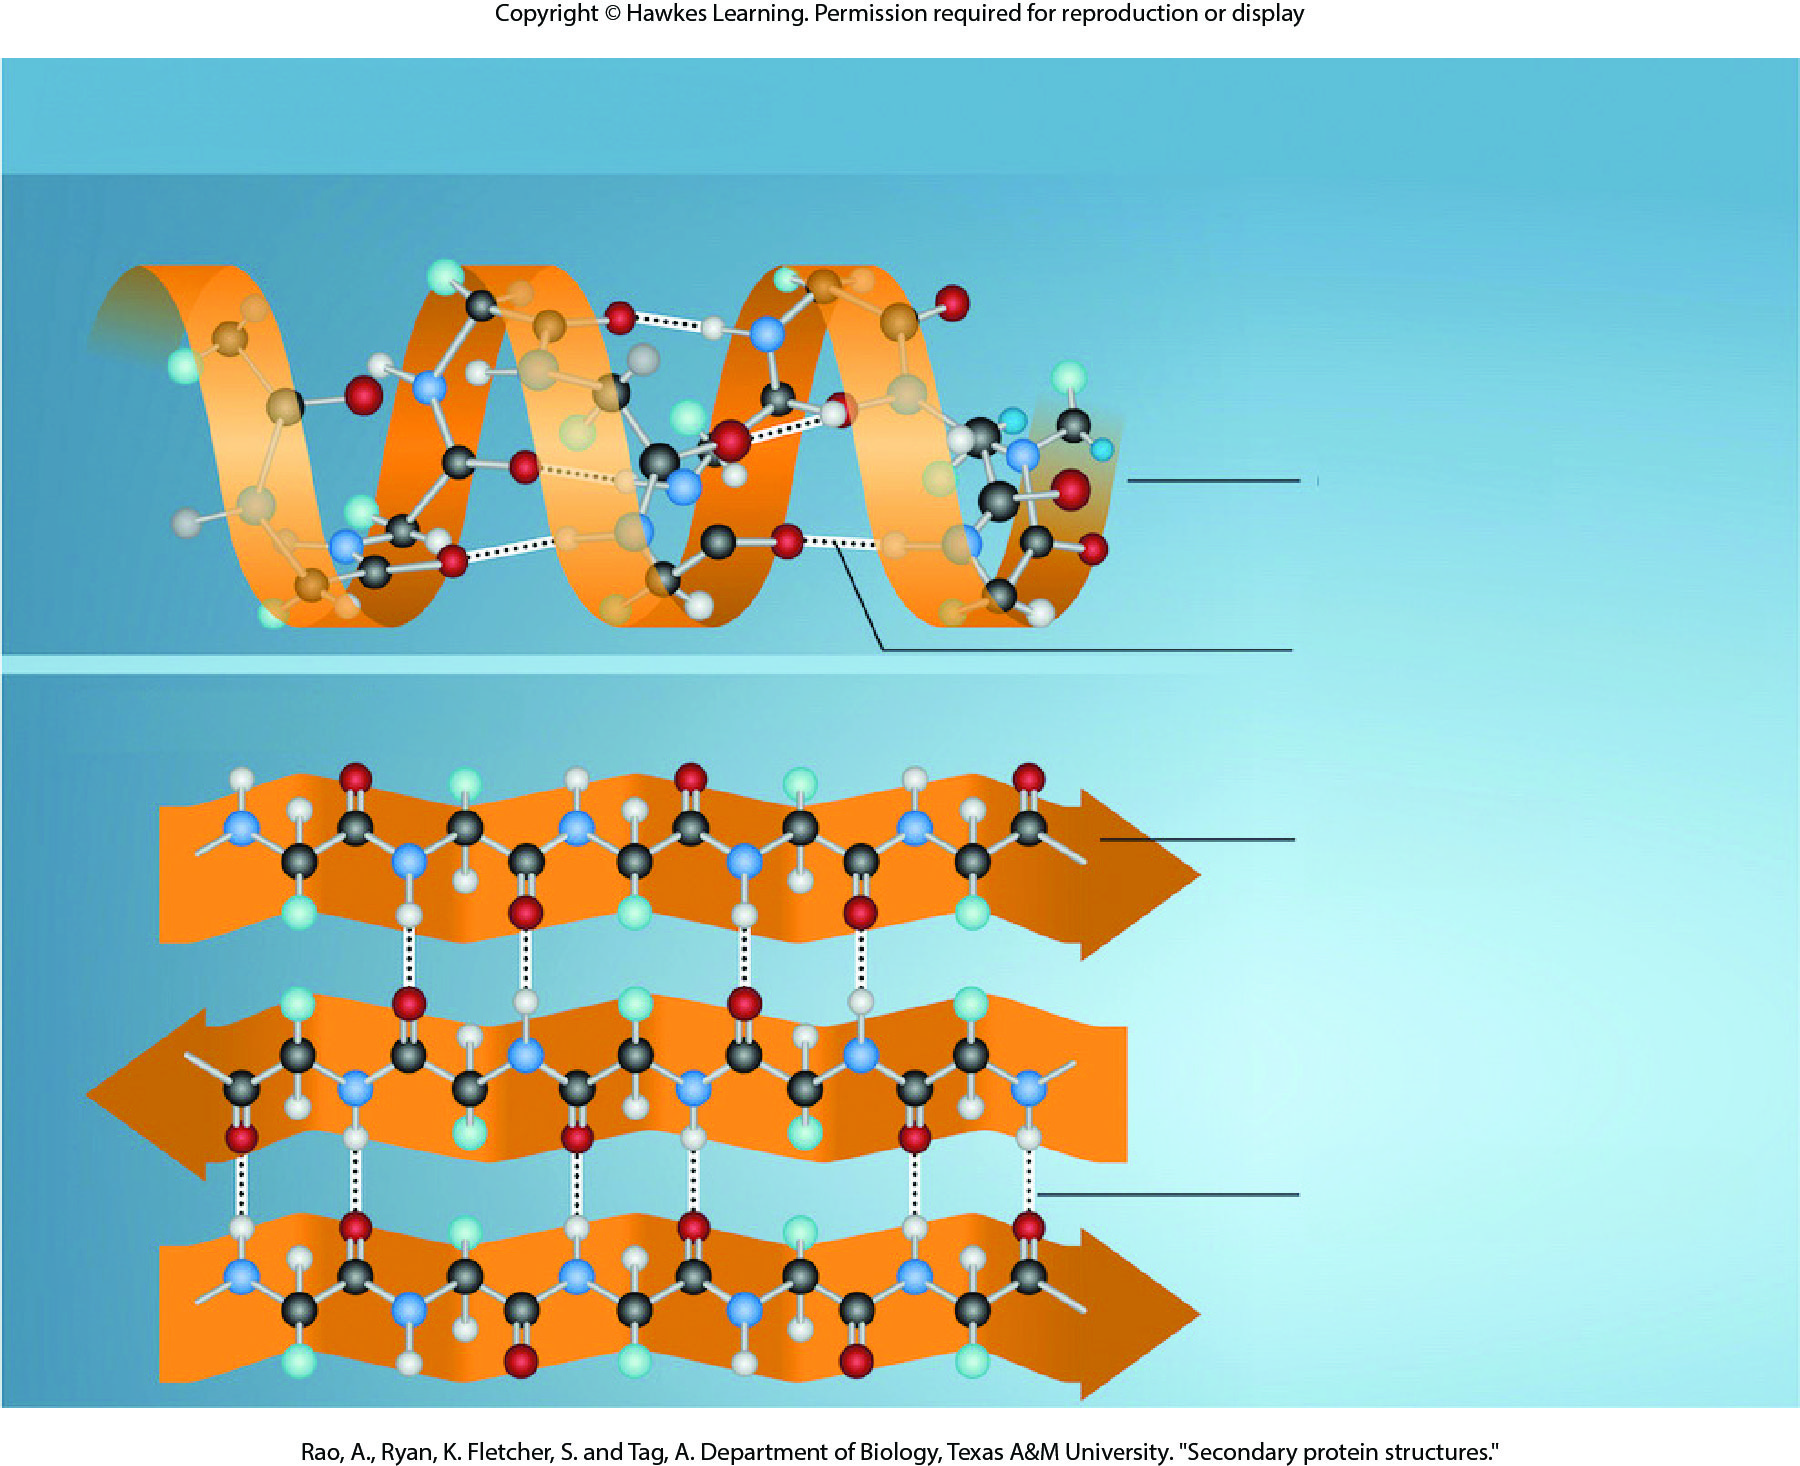 Copyright © Hawkes Learning. Permission required for reproduction or display
Rao, A., Ryan, K. Fletcher, S. and Tag, A. Department of Biology, Texas A&M University. "Secondary protein structures."